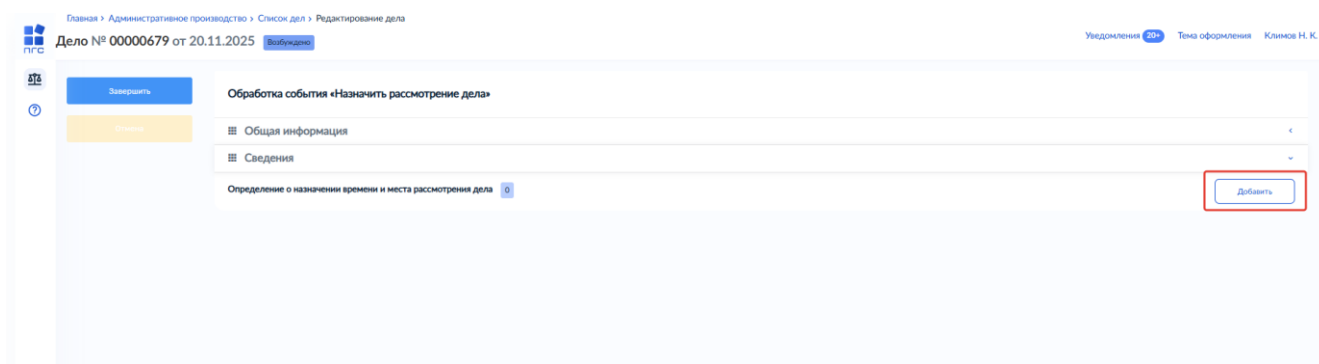 Главная › Административное производство › Список дел › Редактирование дела
ПГС
Дело № 00000679 от 20.11.2025 Возбуждено
Уведомления 20+ Тема оформления Климов Н. К.
Завершить
Обработка события «Назначить рассмотрение дела»
Отмена
Общая информация
Сведения
Определение о назначении времени и места рассмотрения дела 0
Добавить